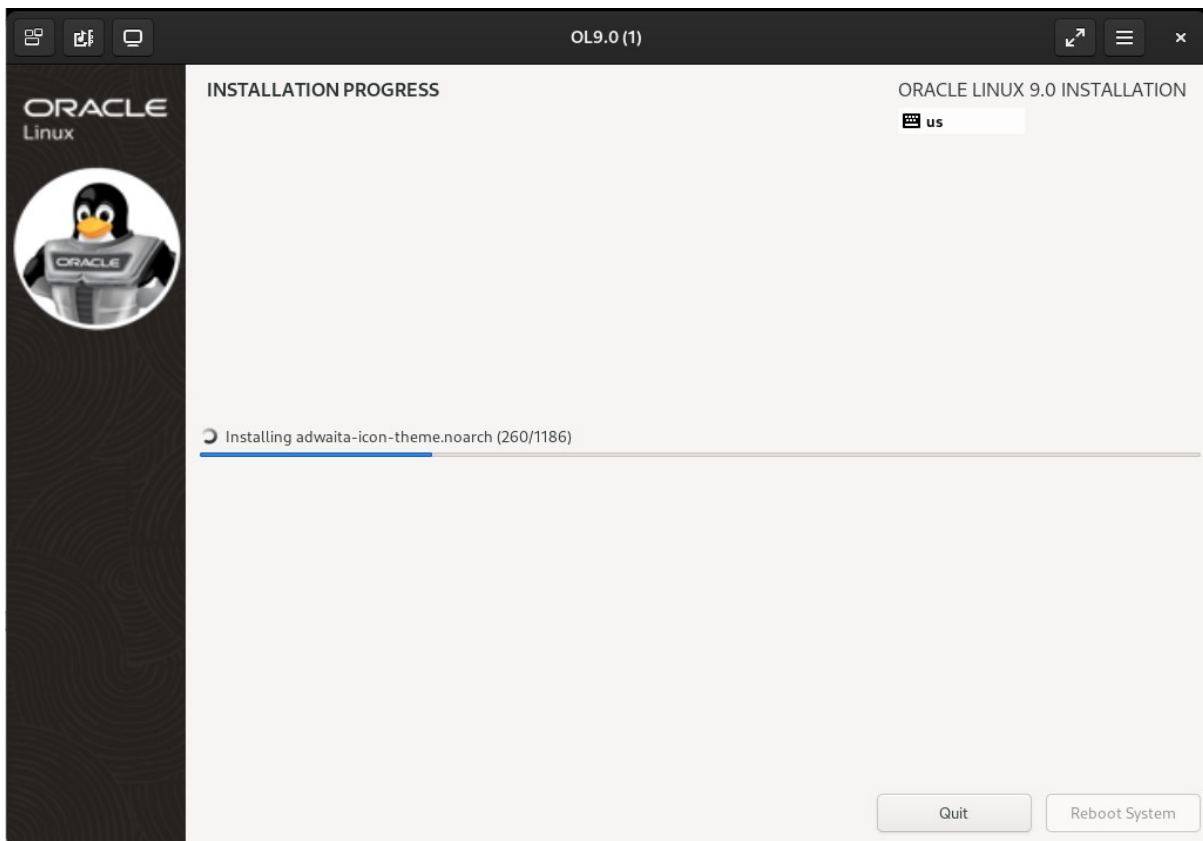 OL9.0 (1)
ORACLE
Linux
ORACLE
INSTALLATION PROGRESS
ORACLE LINUX 9.0 INSTALLATION
us
Installing adwaita-icon-theme.noarch (260/1186)
Quit
Reboot System